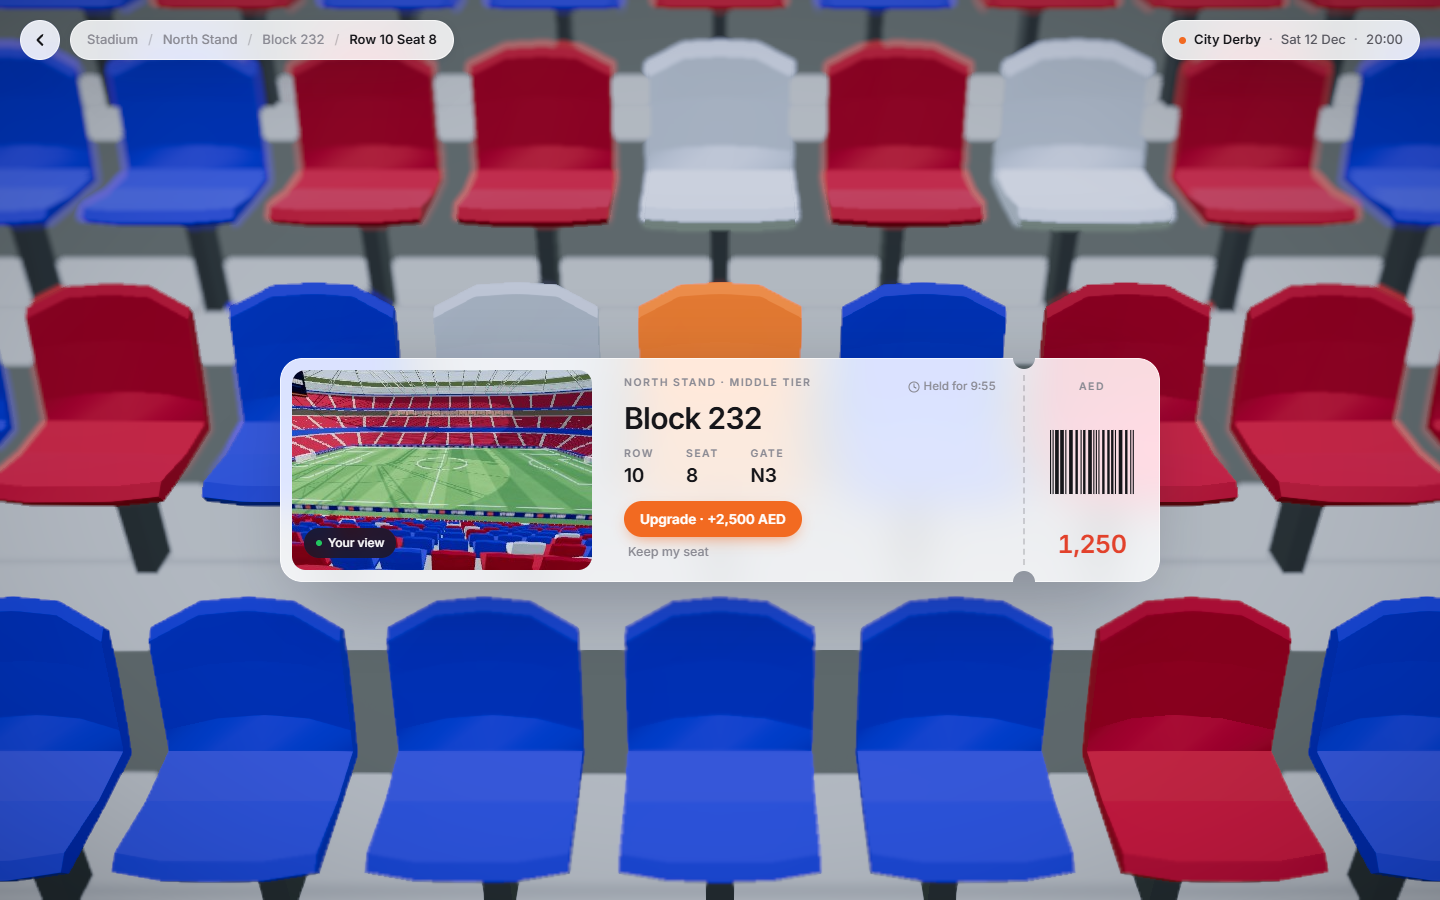 Stadium / North Stand / Block 232 / Row 10 Seat 8
City Derby · Sat 12 Dec · 20:00
NORTH STAND · MIDDLE TIER
Held for 9:55
AED
Block 232
ROW SEAT GATE
10 8 N3
Upgrade · +2,500 AED
Keep my seat
Your view
1,250